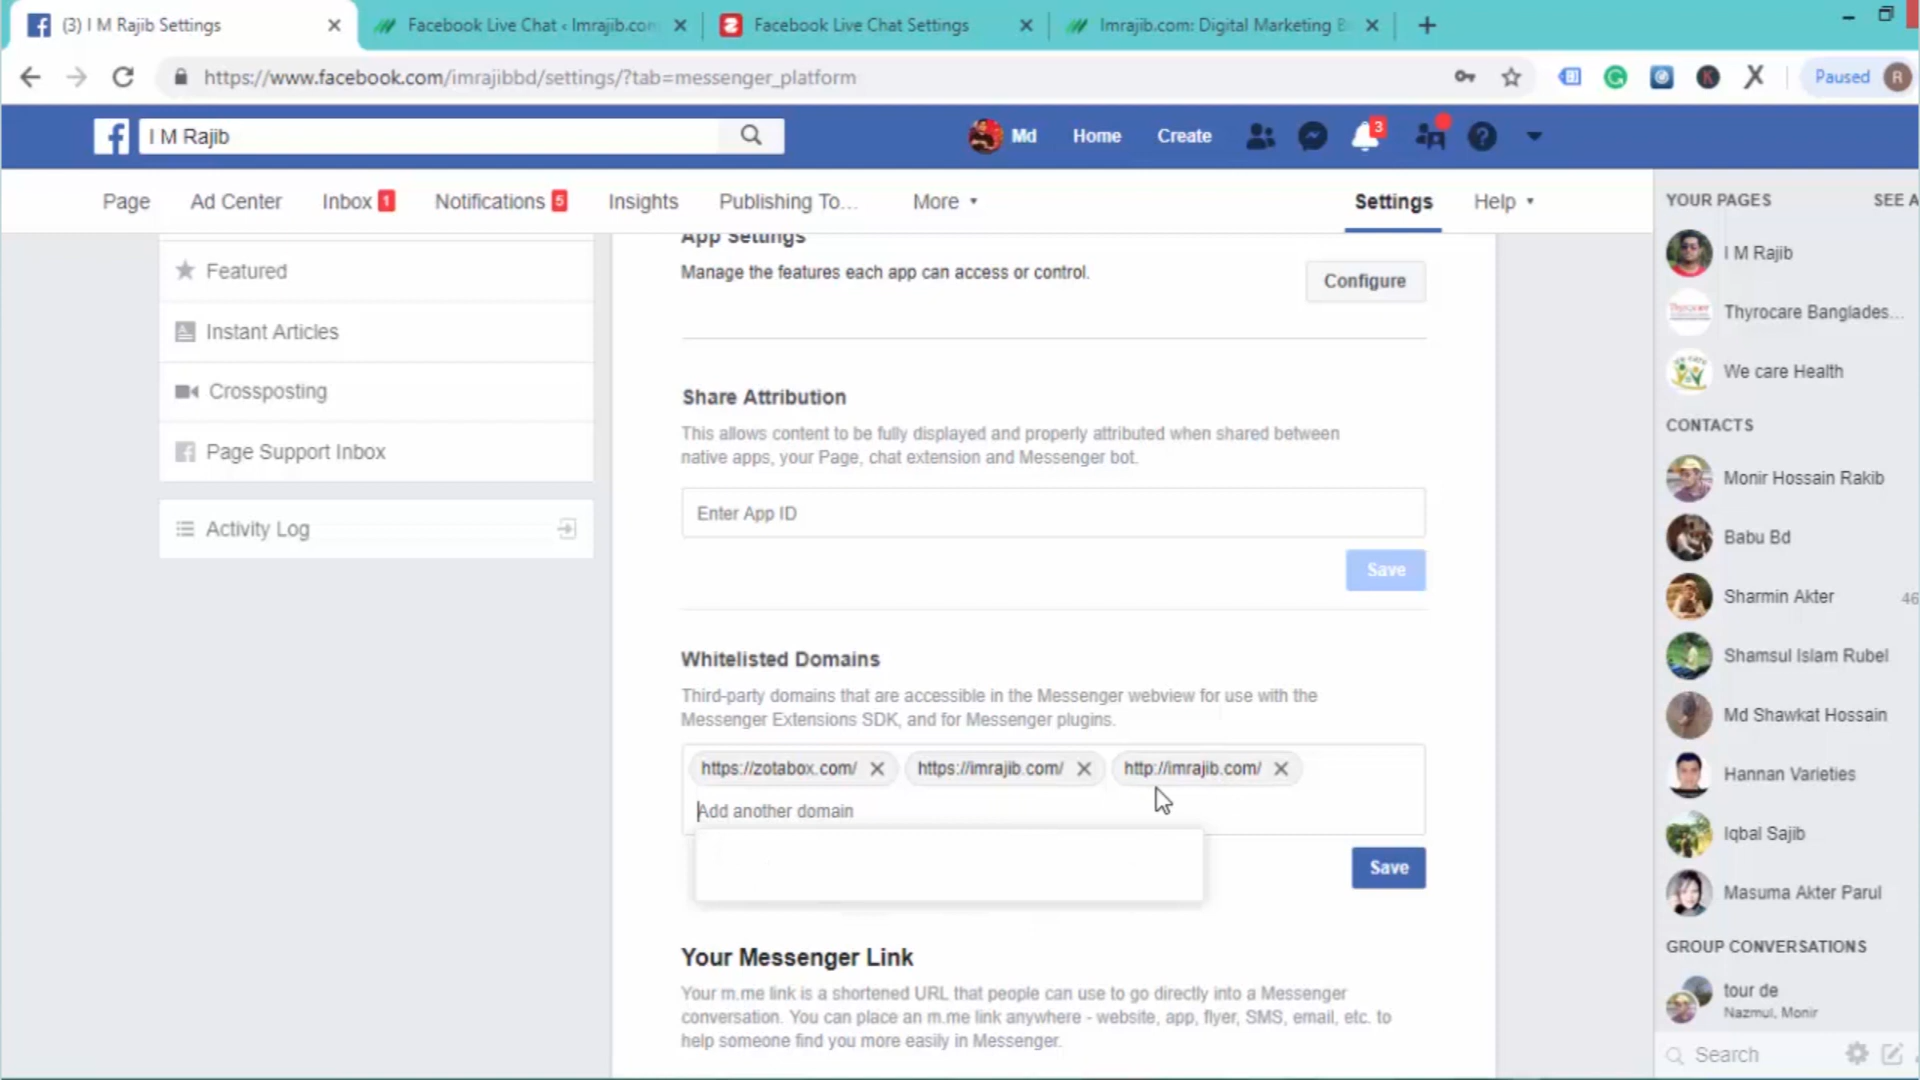 (3) I M Rajib Settings
Facebook Live Chat ‹ Imrajib.com
Facebook Live Chat Settings
Imrajib.com: Digital Marketing B
https://www.facebook.com/imrajibbd/settings/?tab=messenger_platform
Paused
R
I M Rajib
Md
Home
Create
3
Page
Ad Center
Inbox 1
Notifications 5
Insights
Publishing To...
More
Settings
Help
Featured
Instant Articles
Crossposting
Page Support Inbox
Activity Log
App Settings
Manage the features each app can access or control.
Configure
Share Attribution
This allows content to be fully displayed and properly attributed when shared between
native apps, your Page, chat extension and Messenger bot.
Enter App ID
Save
Whitelisted Domains
Third-party domains that are accessible in the Messenger webview for use with the
Messenger Extensions SDK, and for Messenger plugins.
https://zotabox.com/
https://imrajib.com/
http://imrajib.com/
Add another domain
Save
Your Messenger Link
Your m.me link is a shortened URL that people can use to go directly into a Messenger
conversation. You can place an m.me link anywhere - website, app, flyer, SMS, email, etc. to
help someone find you more easily in Messenger.
YOUR PAGES
SEE A
I M Rajib
Thyrocare Banglades...
We care Health
CONTACTS
Monir Hossain Rakib
Babu Bd
Sharmin Akter
46
Shamsul Islam Rubel
Md Shawkat Hossain
Hannan Varieties
Iqbal Sajib
Masuma Akter Parul
GROUP CONVERSATIONS
tour de
Nazmul, Monir
Search